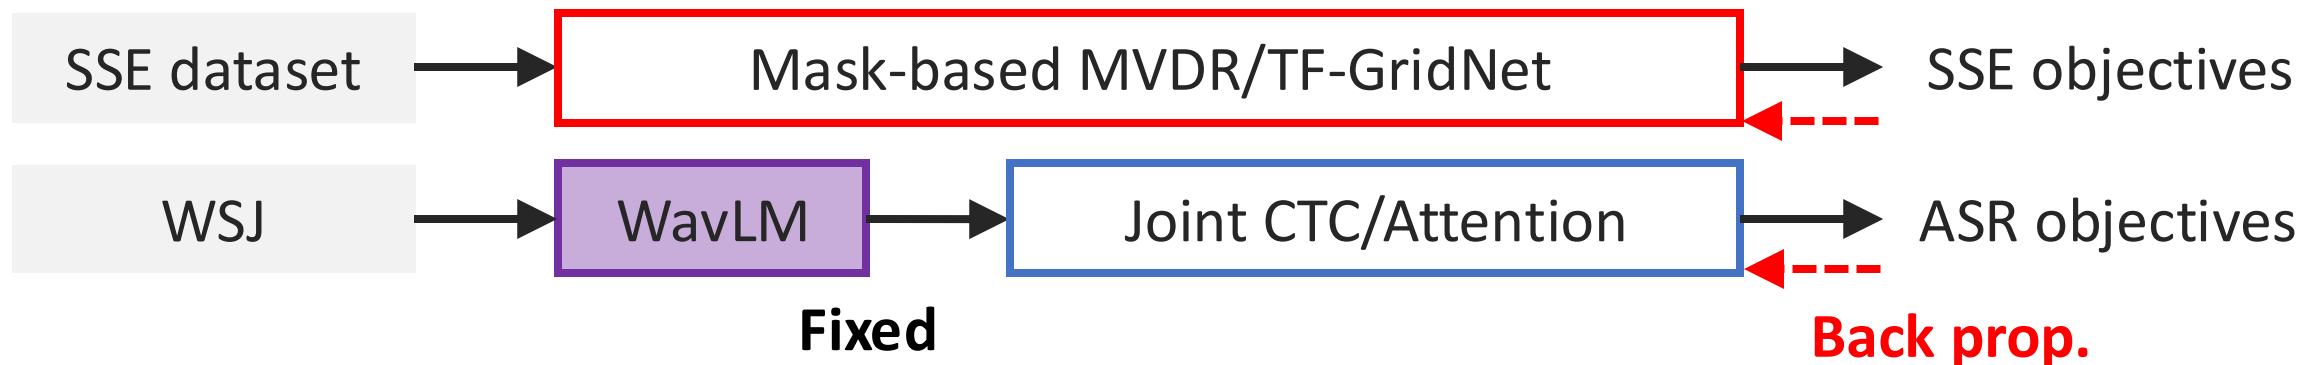 SSE dataset
Mask-based MVDR/TF-GridNet
SSE objectives
WSJ
WavLM
Joint CTC/Attention
ASR objectives
Fixed
Back prop.